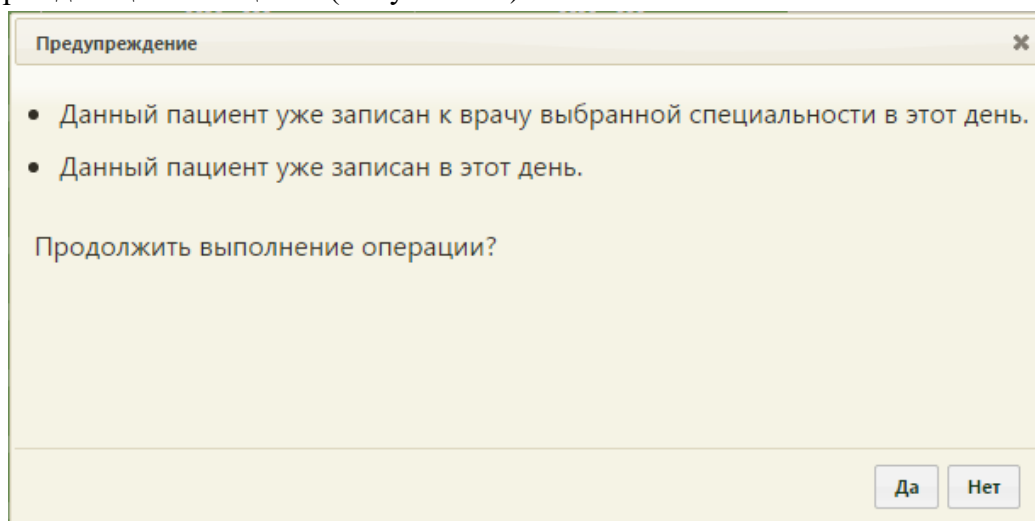 Предупреждение
Данный пациент уже записан к врачу выбранной специальности в этот день.
Данный пациент уже записан в этот день.
Продолжить выполнение операции?
Да Нет